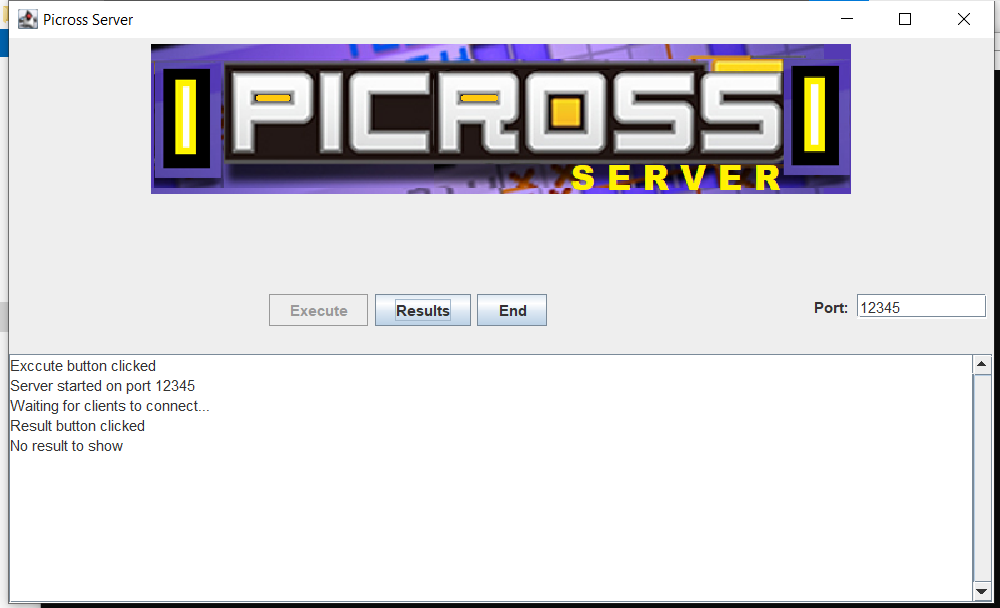 Picross Server
PICROSS
SERVER
Execute
Results
End
Port:
12345
Exccute button clicked
Server started on port 12345
Waiting for clients to connect...
Result button clicked
No result to show